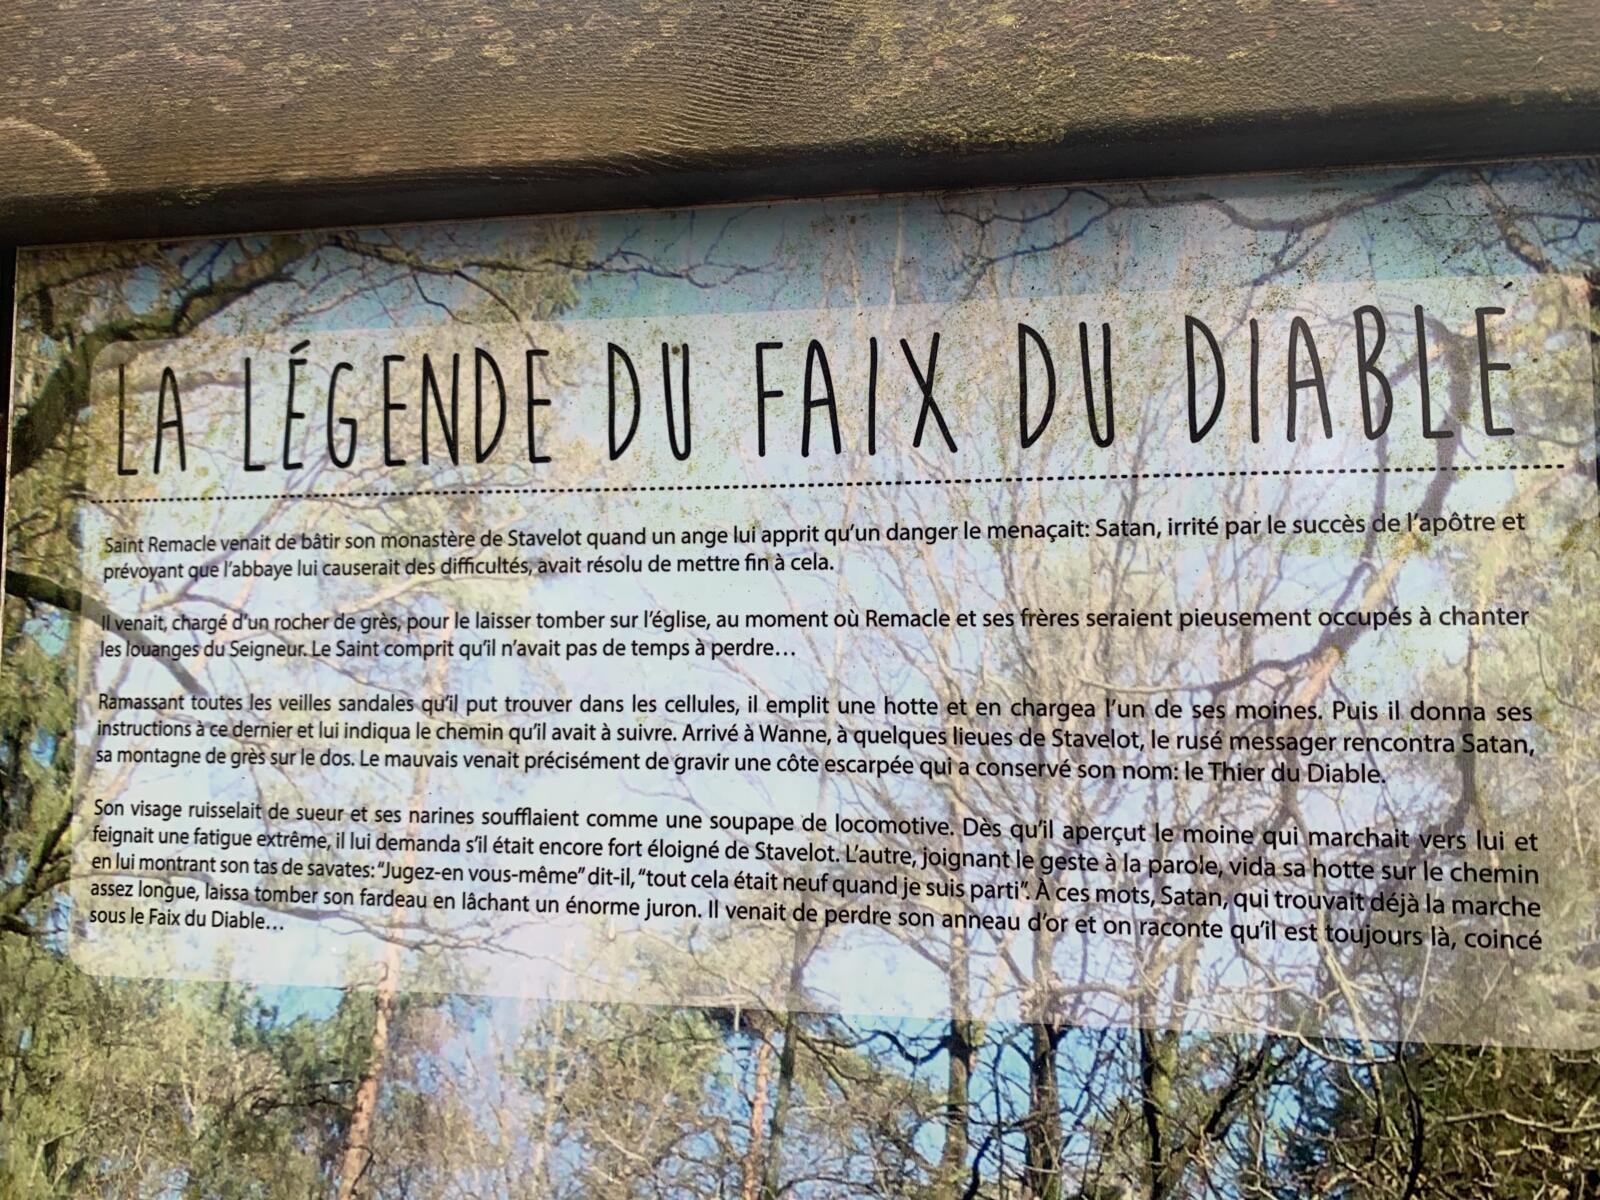 LA LÉGENDE DU FAIX DU DIABLE
Saint Remacle venait de bâtir son monastère de Stavelot quand un ange lui apprit qu'un danger le menaçait: Satan, irrité par le succès de l'apôtre et
prévoyant que l'abbaye lui causerait des difficultés, avait résolu de mettre fin à cela.
Il venait, chargé d'un rocher de grès, pour le laisser tomber sur l'église, au moment où Remacle et ses frères seraient pieusement occupés à chanter
les louanges du Seigneur. Le Saint comprit qu'il n'avait pas de temps à perdre…
Ramassant toutes les veilles sandales qu'il put trouver dans les cellules, il emplit une hotte et en chargea l'un de ses moines. Puis il donna ses
instructions à ce dernier et lui indiqua le chemin qu'il avait à suivre. Arrivé à Wanne, à quelques lieues de Stavelot, le rusé messager rencontra Satan,
sa montagne de grès sur le dos. Le mauvais venait précisément de gravir une côte escarpée qui a conservé son nom: le Thier du Diable.
Son visage ruisselait de sueur et ses narines soufflaient comme une soupape de locomotive. Dès qu'il aperçut le moine qui marchait vers lui et
feignait une fatigue extrême, il lui demanda s'il était encore fort éloigné de Stavelot. L'autre, joignant le geste à la parole, vida sa hotte sur le chemin
en lui montrant son tas de savates: "Jugez-en vous-même" dit-il, "tout cela était neuf quand je suis parti". À ces mots, Satan, qui trouvait déjà la marche
assez longue, laissa tomber son fardeau en lâchant un énorme juron. Il venait de perdre son anneau d'or et on raconte qu'il est toujours là, coincé
sous le Faix du Diable…